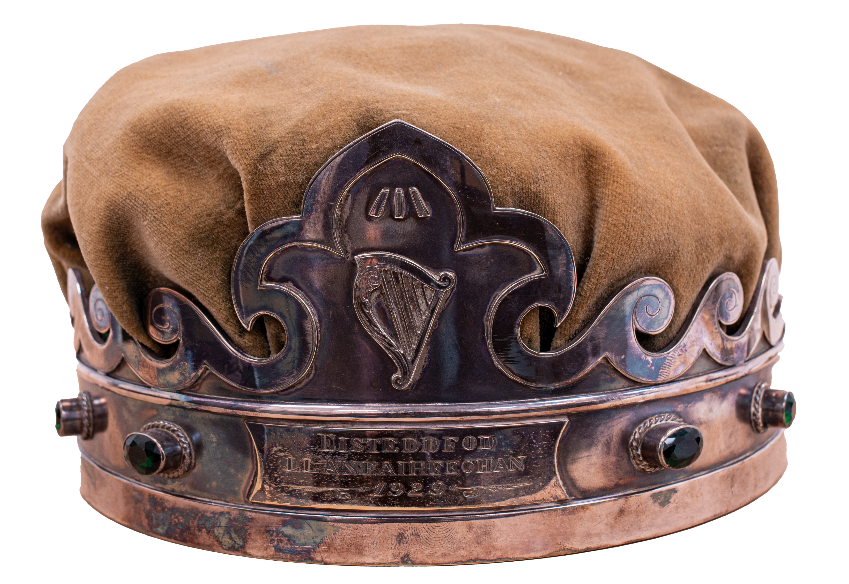 EISTEDDFOD
LLANFAIRFECHAN
1929